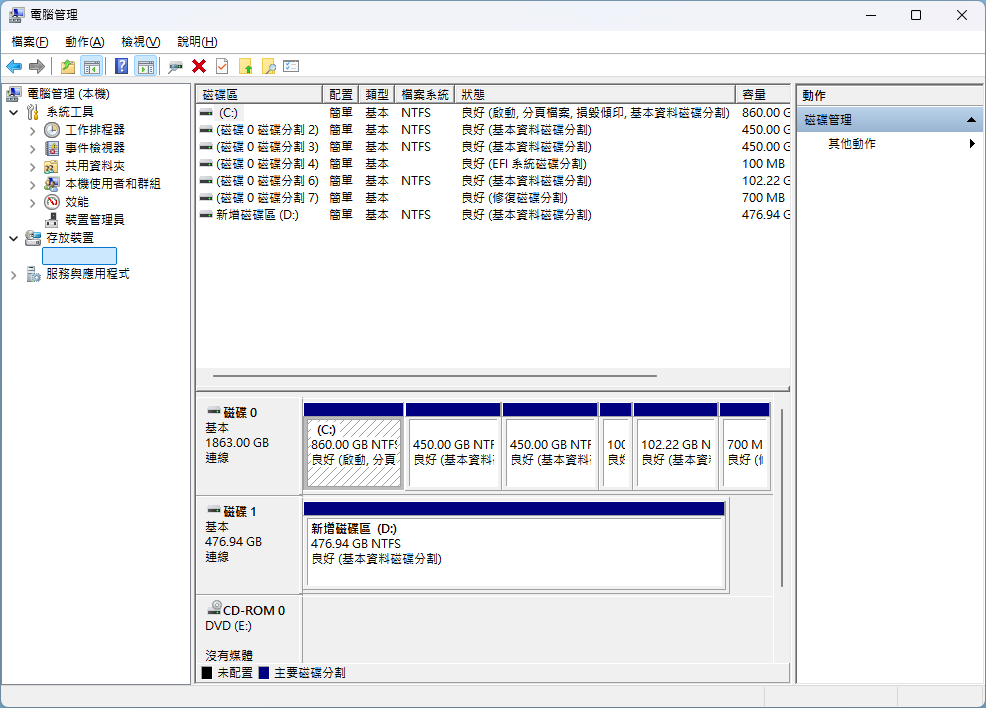 電腦管理
檔案(F) 動作(A) 檢視(V) 說明(H)
電腦管理 (本機)
系統工具
工作排程器
事件檢視器
共用資料夾
本機使用者和群組
效能
裝置管理員
存放裝置
服務與應用程式
磁碟區 配置 類型 檔案系統 狀態 容量
(C:) 簡單 基本 NTFS 良好 (啟動, 分頁檔案, 損毀傾印, 基本資料磁碟分割) 860.00 G
(磁碟 0 磁碟分割 2) 簡單 基本 NTFS 良好 (基本資料磁碟分割) 450.00 G
(磁碟 0 磁碟分割 3) 簡單 基本 NTFS 良好 (基本資料磁碟分割) 450.00 G
(磁碟 0 磁碟分割 4) 簡單 基本 良好 (EFI 系統磁碟分割) 100 MB
(磁碟 0 磁碟分割 6) 簡單 基本 NTFS 良好 (基本資料磁碟分割) 102.22 G
(磁碟 0 磁碟分割 7) 簡單 基本 良好 (修復磁碟分割) 700 MB
新增磁碟區 (D:) 簡單 基本 NTFS 良好 (基本資料磁碟分割) 476.94 G
磁碟 0
基本
1863.00 GB
連線
(C:)
860.00 GB NTFS
良好 (啟動, 分頁
450.00 GB NTF
良好 (基本資料
450.00 GB NTF
良好 (基本資料
100
良好
102.22 GB N
良好 (基本資
700 M
良好 (
磁碟 1
基本
476.94 GB
連線
新增磁碟區 (D:)
476.94 GB NTFS
良好 (基本資料磁碟分割)
CD-ROM 0
DVD (E:)
沒有媒體
未配置 主要磁碟分割
動作
磁碟管理
其他動作